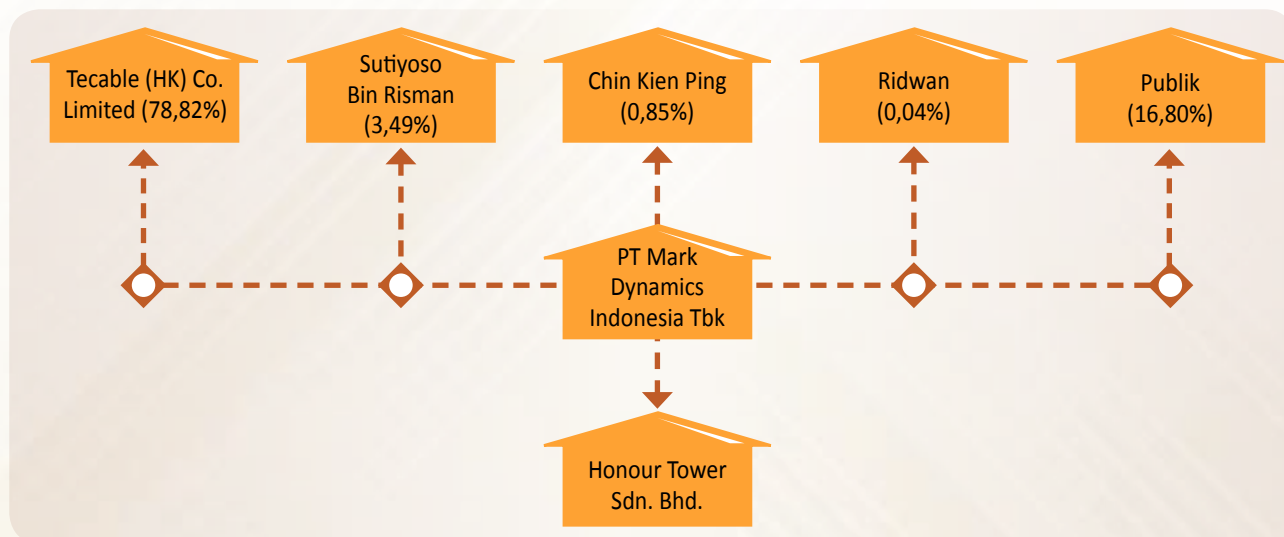 Tecable (HK) Co.
Limited (78,82%)
Sutiyoso
Bin Risman
(3,49%)
Chin Kien Ping
(0,85%)
Ridwan
(0,04%)
Publik
(16,80%)
PT Mark
Dynamics
Indonesia Tbk
Honour Tower
Sdn. Bhd.